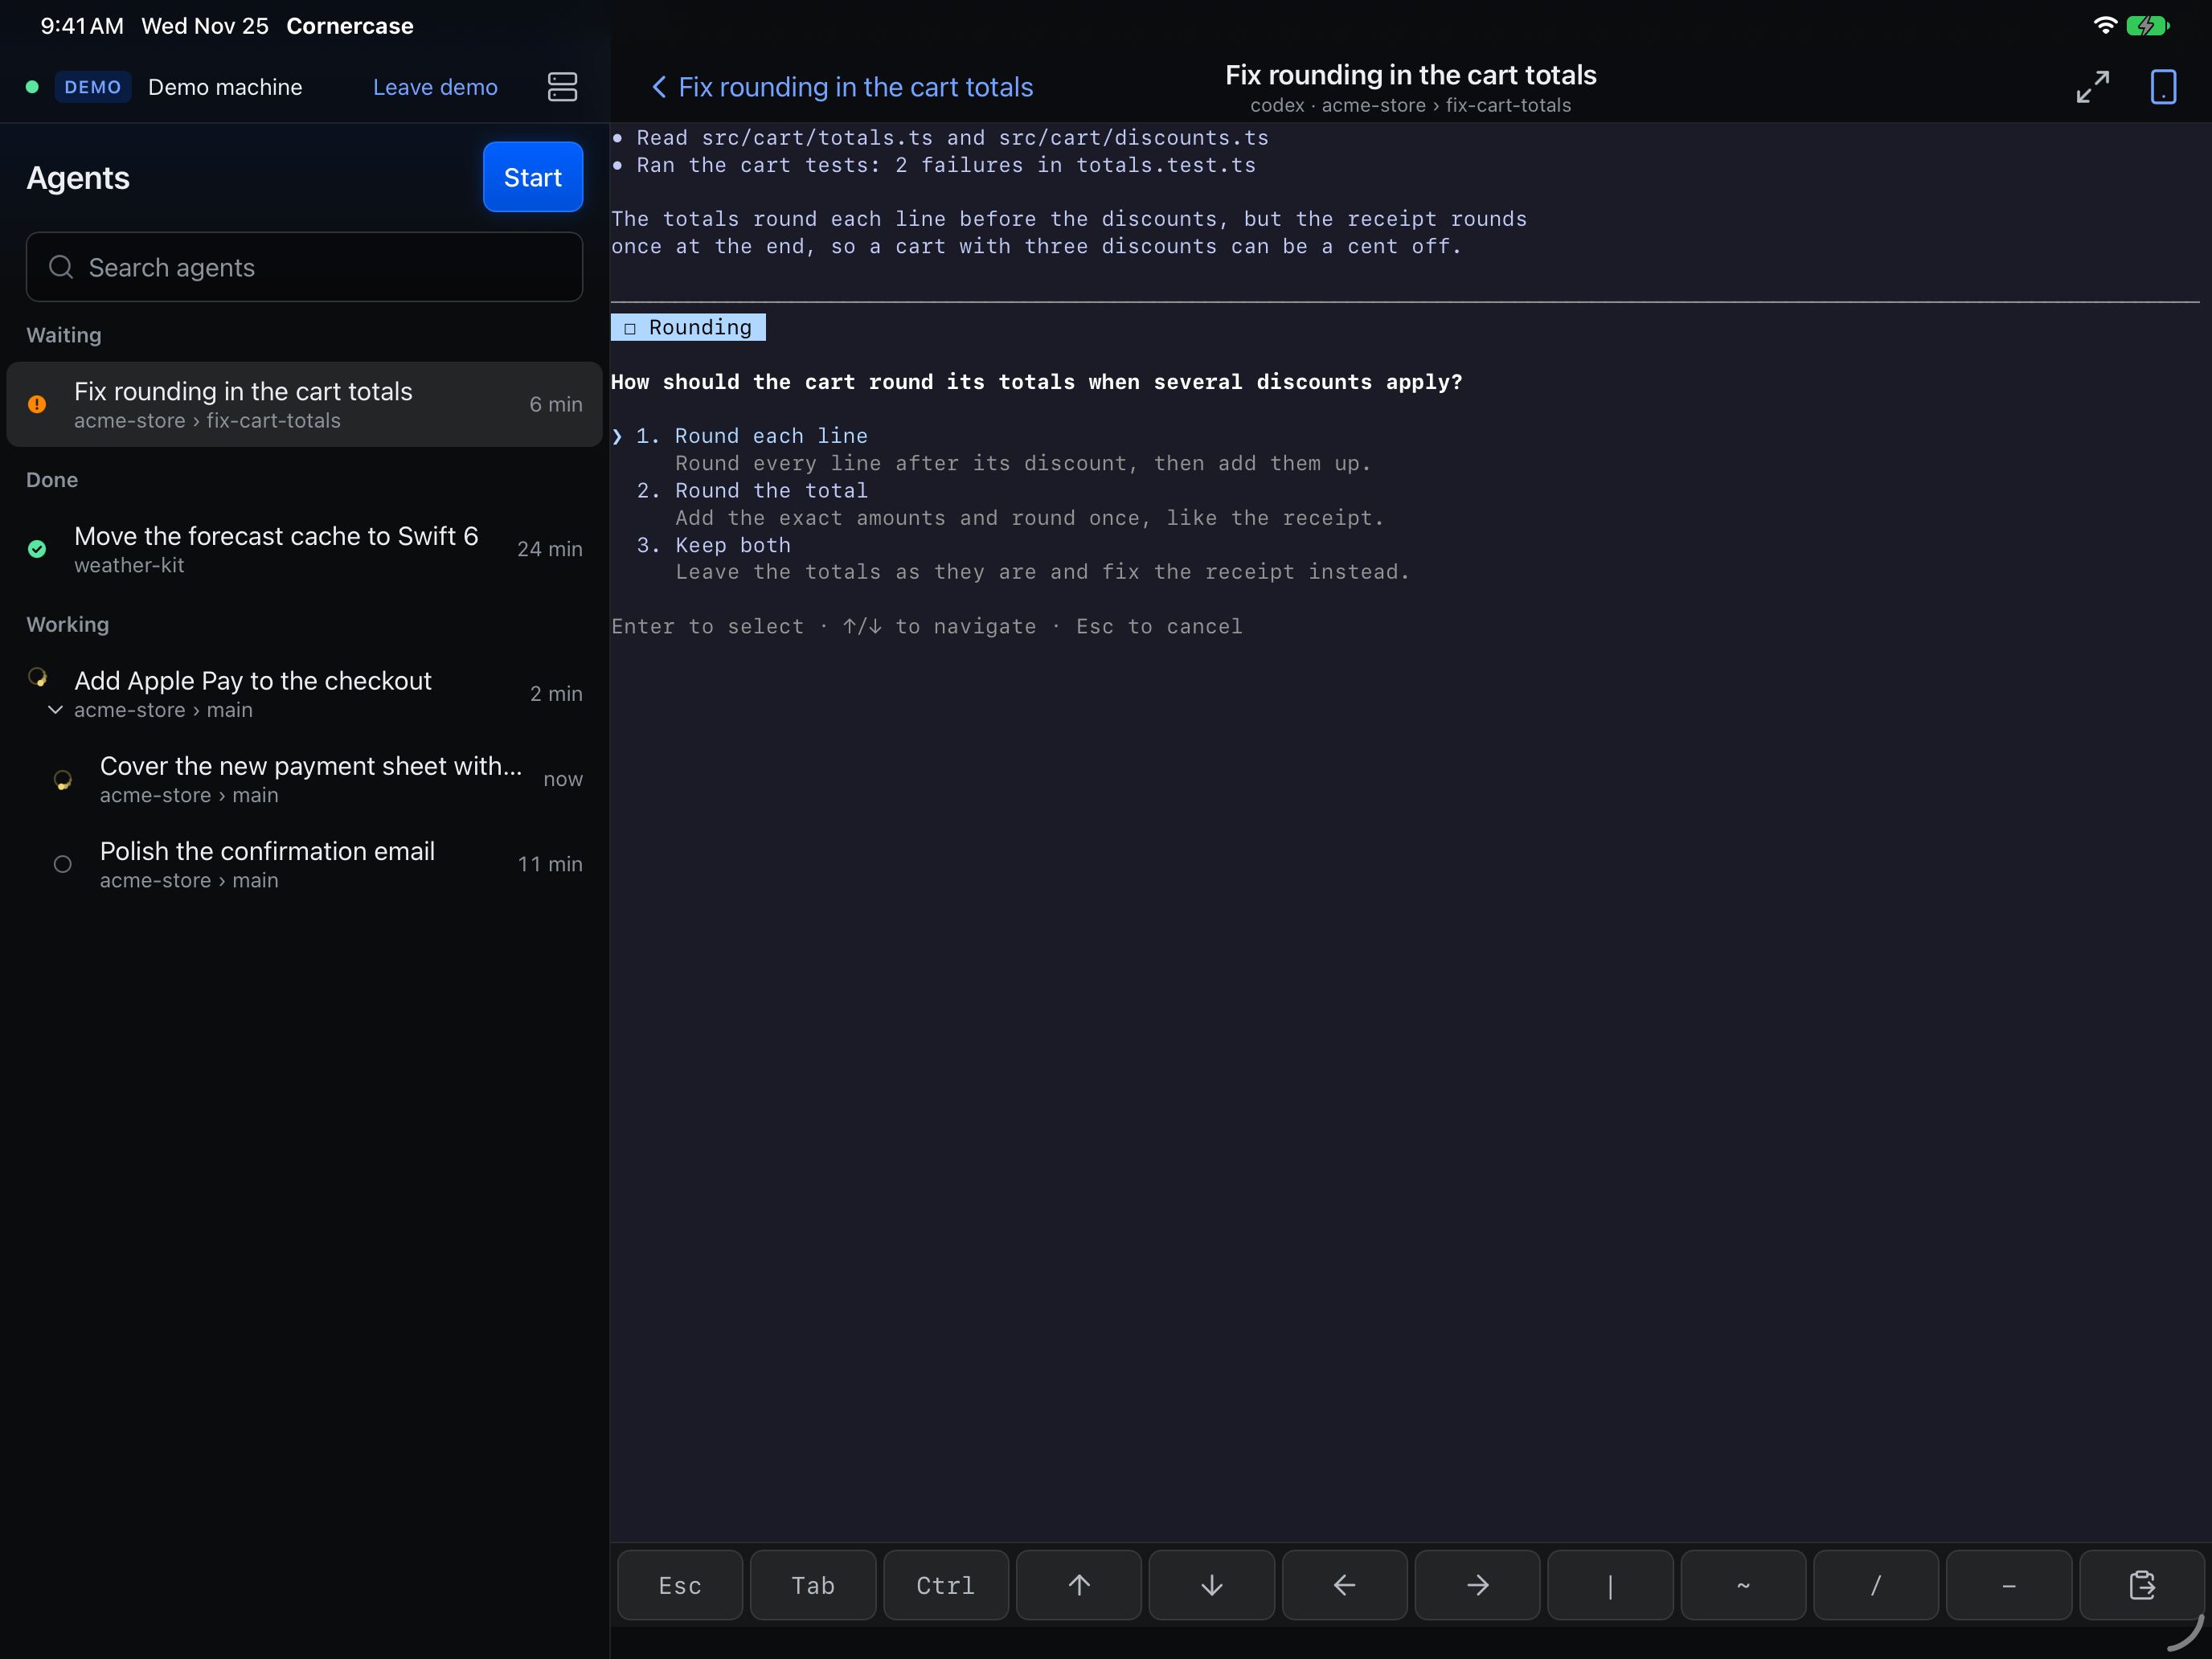 9:41 AM Wed Nov 25 Cornercase
DEMO Demo machine Leave demo
Agents
Start
Search agents
Waiting
Fix rounding in the cart totals
acme-store › fix-cart-totals
6 min
Done
Move the forecast cache to Swift 6
weather-kit
24 min
Working
Add Apple Pay to the checkout
acme-store › main
2 min
Cover the new payment sheet with...
acme-store › main
now
Polish the confirmation email
acme-store › main
11 min
Fix rounding in the cart totals
Fix rounding in the cart totals
codex · acme-store › fix-cart-totals
• Read src/cart/totals.ts and src/cart/discounts.ts
• Ran the cart tests: 2 failures in totals.test.ts
The totals round each line before the discounts, but the receipt rounds
once at the end, so a cart with three discounts can be a cent off.
☐ Rounding
How should the cart round its totals when several discounts apply?
❯ 1. Round each line
Round every line after its discount, then add them up.
2. Round the total
Add the exact amounts and round once, like the receipt.
3. Keep both
Leave the totals as they are and fix the receipt instead.
Enter to select · ↑/↓ to navigate · Esc to cancel
Esc Tab Ctrl ↑ ↓ ← → | ~ / –